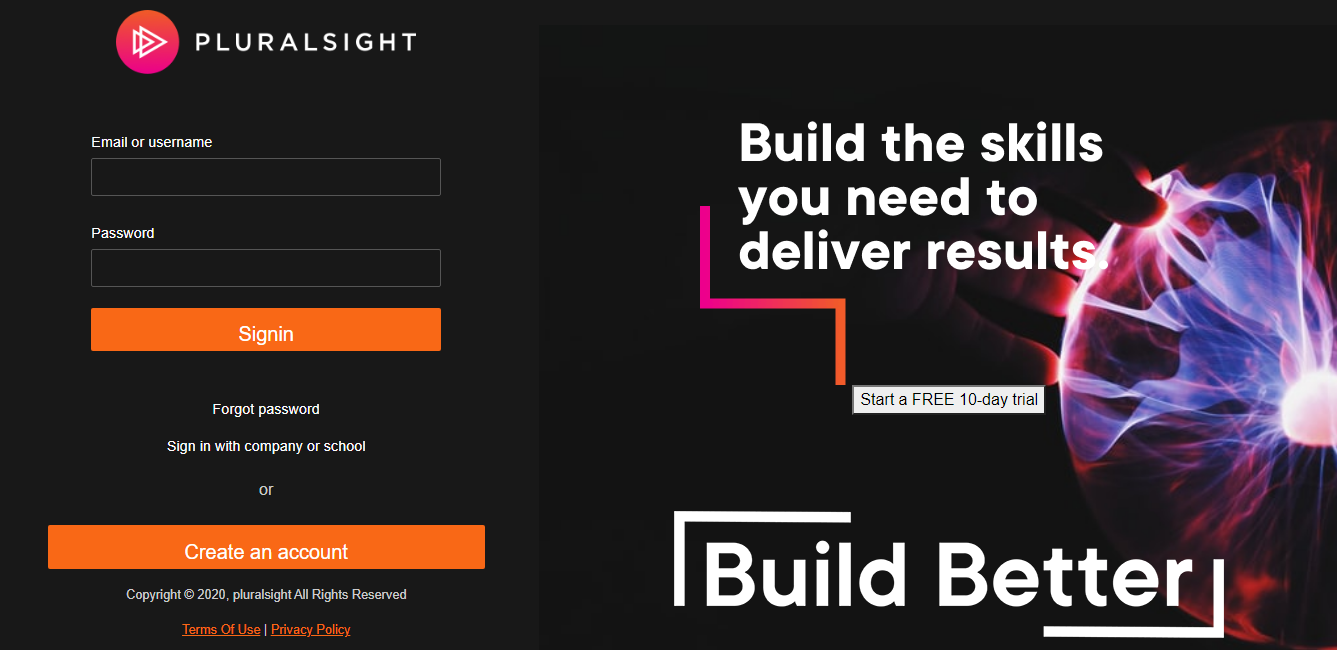 PLURALSIGHT
Email or username
Password
Signin
Forgot password
Sign in with company or school
or
Create an account
Copyright © 2020, pluralsight All Rights Reserved
Terms Of Use | Privacy Policy
Build the skills
you need to
deliver results.
Start a FREE 10-day trial
Build Better